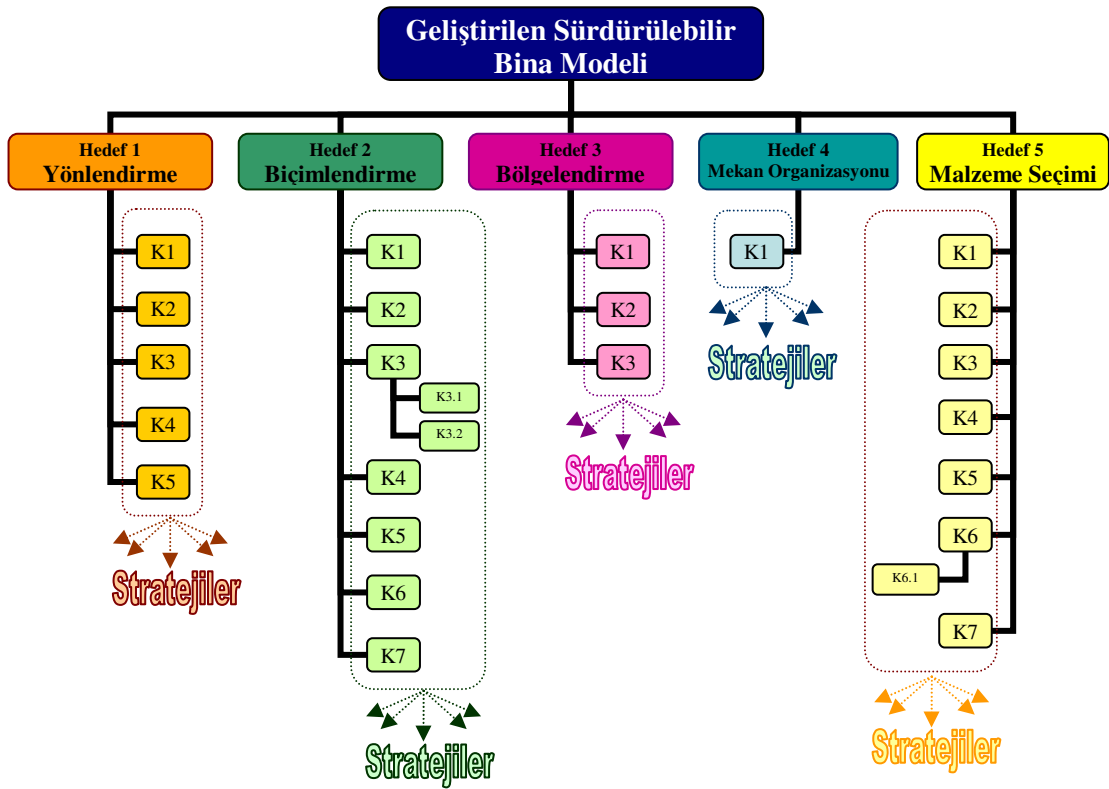 Geliştirilen Sürdürülebilir
Bina Modeli
Hedef 1
Yönlendirme
K1
K2
K3
K4
K5
Stratejiler
Hedef 2
Biçimlendirme
K1
K2
K3
K3.1
K3.2
K4
K5
K6
K7
Stratejiler
Hedef 3
Bölgelendirme
K1
K2
K3
Stratejiler
Hedef 4
Mekan Organizasyonu
K1
Stratejiler
Hedef 5
Malzeme Seçimi
K1
K2
K3
K4
K5
K6
K6.1
K7
Stratejiler